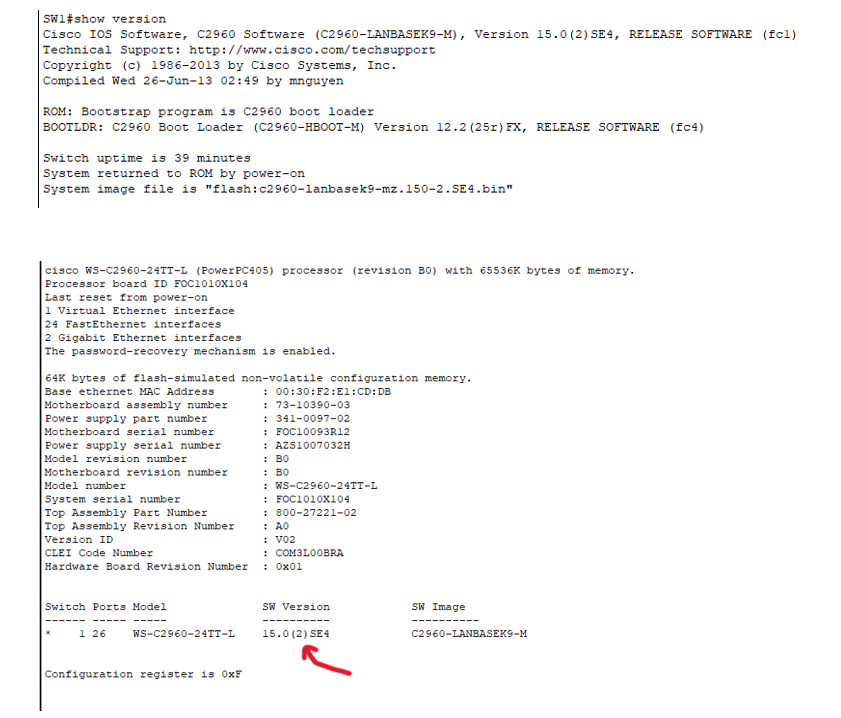 SW1#show version
Cisco IOS Software, C2960 Software (C2960-LANBASEK9-M), Version 15.0(2)SE4, RELEASE SOFTWARE (fc1)
Technical Support: http://www.cisco.com/techsupport
Copyright (c) 1986-2013 by Cisco Systems, Inc.
Compiled Wed 26-Jun-13 02:49 by mnguyen
ROM: Bootstrap program is C2960 boot loader
BOOTLDR: C2960 Boot Loader (C2960-HBOOT-M) Version 12.2(25r)FX, RELEASE SOFTWARE (fc4)
Switch uptime is 39 minutes
System returned to ROM by power-on
System image file is "flash:c2960-lanbasek9-mz.150-2.SE4.bin"
cisco WS-C2960-24TT-L (PowerPC405) processor (revision B0) with 65536K bytes of memory.
Processor board ID FOC1010X104
Last reset from power-on
1 Virtual Ethernet interface
24 FastEthernet interfaces
2 Gigabit Ethernet interfaces
The password-recovery mechanism is enabled.
64K bytes of flash-simulated non-volatile configuration memory.
Base ethernet MAC Address : 00:30:F2:E1:CD:DB
Motherboard assembly number : 73-10390-03
Power supply part number : 341-0097-02
Motherboard serial number : FOC10093R12
Power supply serial number : AZS1007032H
Model revision number : B0
Motherboard revision number : B0
Model number : WS-C2960-24TT-L
System serial number : FOC1010X104
Top Assembly Part Number : 800-27221-02
Top Assembly Revision Number : A0
Version ID : V02
CLEI Code Number : COM3L00BRA
Hardware Board Revision Number : 0x01
Switch Ports Model SW Version SW Image
------ ----- ----- ---------- ----------
* 1 26 WS-C2960-24TT-L 15.0(2)SE4 C2960-LANBASEK9-M
Configuration register is 0xF